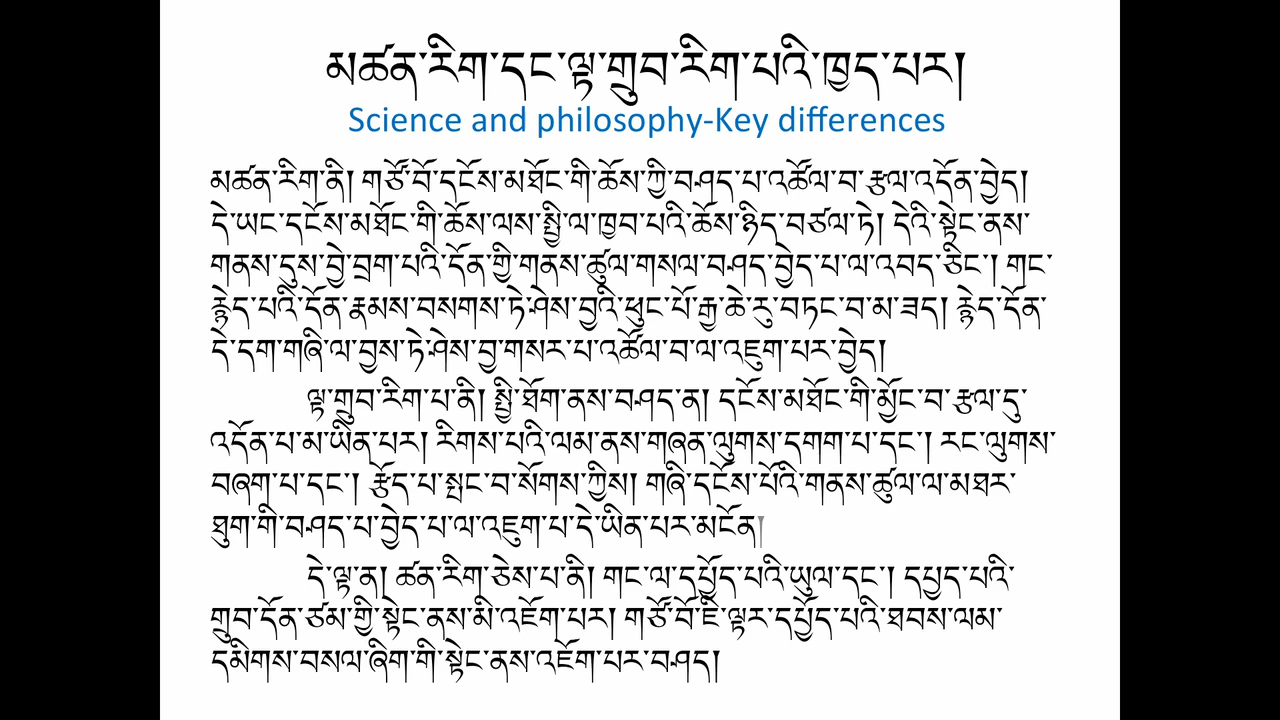 མཚན་རིག་དང་ལྟ་གྲུབ་རིག་པའི་ཁྱད་པར།
Science and philosophy-Key differences
མཚན་རིག་ནི། གཙོ་བོ་དངོས་མཐོང་གི་ཆོས་ཀྱི་བཤད་པ་འཚོལ་བ་རྩལ་འདོན་བྱེད།
དེ་ཡང་དངོས་མཐོང་གི་ཆོས་ལས་སྤྱི་ལ་ཁྱབ་པའི་ཆོས་ཉིད་བཙལ་ཏེ། དེའི་སྟེང་ནས་
གནས་དུས་བྱེ་བྲག་པའི་དོན་གྱི་གནས་ཚུལ་གསལ་བཤད་བྱེད་པ་ལ་འབད་ཅིང་། གང་
རྙེད་པའི་དོན་རྣམས་བསགས་ཏེ་ཤེས་བྱའི་ཕུང་པོ་རྒྱ་ཆེ་རུ་བཏང་བ་མ་ཟད། རྙེད་དོན་
དེ་དག་གཞི་ལ་བྱས་ཏེ་ཤེས་བྱ་གསར་པ་འཚོལ་བ་ལ་འཇུག་པར་བྱེད།
ལྟ་གྲུབ་རིག་པ་ནི། སྤྱི་ཐོག་ནས་བཤད་ན། དངོས་མཐོང་གི་མྱོང་བ་རྩལ་དུ་
འདོན་པ་མ་ཡིན་པར། རིགས་པའི་ལམ་ནས་གཞན་ལུགས་དགག་པ་དང་། རང་ལུགས་
བཞག་པ་དང་། རྩོད་པ་སྤང་བ་སོགས་ཀྱིས། གཞི་དངོས་པོའི་གནས་ཚུལ་ལ་མཐར་
ཐུག་གི་བཤད་པ་བྱེད་པ་ལ་འཇུག་པ་དེ་ཡིན་པར་མངོན།
དེ་ལྟ་ན། ཚན་རིག་ཅེས་པ་ནི། གང་ལ་དཔྱོད་པའི་ཡུལ་དང་། དཔྱད་པའི་
གྲུབ་དོན་ཙམ་གྱི་སྟེང་ནས་མི་འཇོག་པར། གཙོ་བོ་ཇི་ལྟར་དཔྱོད་པའི་ཐབས་ལམ་
དམིགས་བསལ་ཞིག་གི་སྟེང་ནས་འཇོག་པར་བཤད།